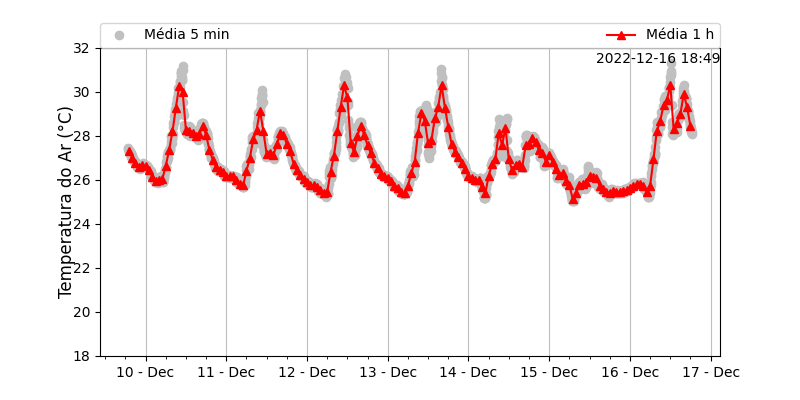 Média 5 min
Média 1 h
2022-12-16 18:49
Temperatura do Ar (°C)
32
30
28
26
24
22
20
18
10 - Dec
11 - Dec
12 - Dec
13 - Dec
14 - Dec
15 - Dec
16 - Dec
17 - Dec